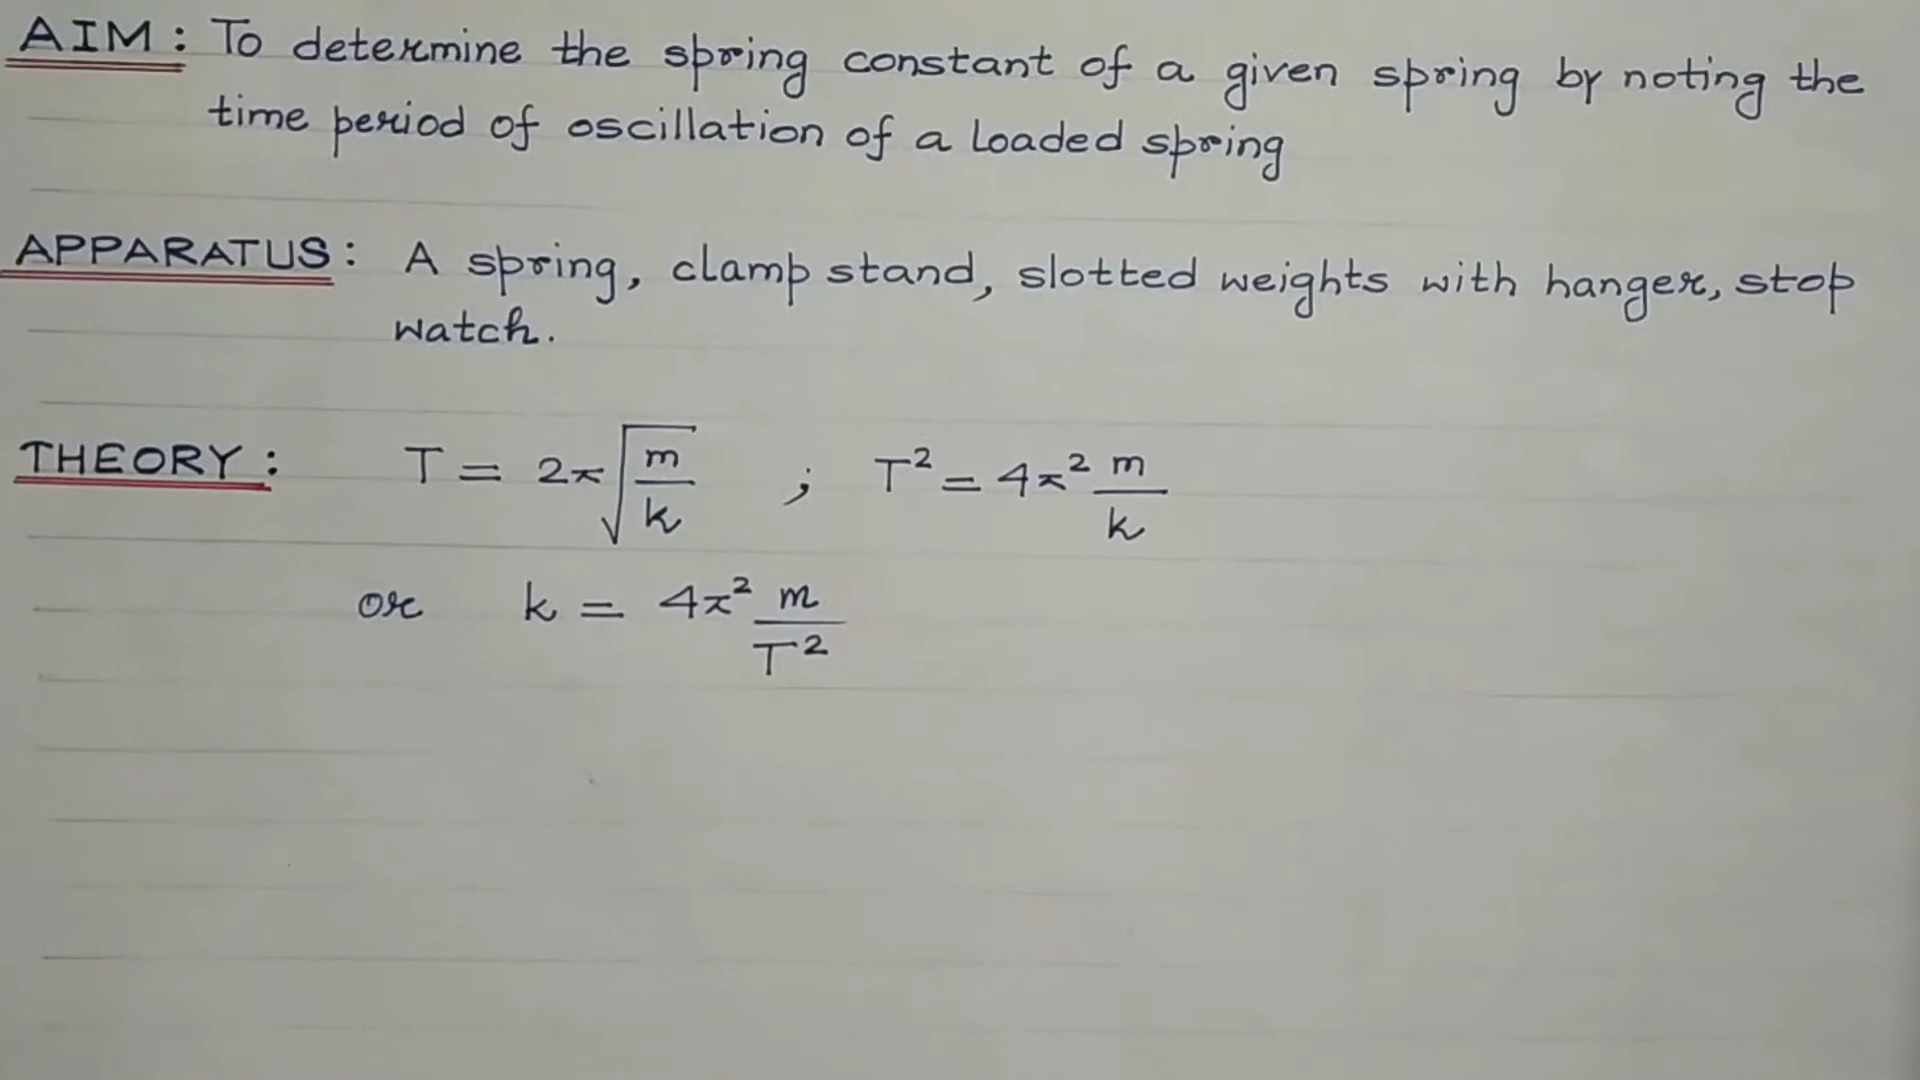 AIM: To determine the spring constant of a given spring by noting the
time period of oscillation of a loaded spring
APPARATUS: A spring, clamp stand, slotted weights with hanger, stop
watch.
THEORY: T = 2π√(m/k) ; T² = 4π² m/k
or k = 4π² m/T²